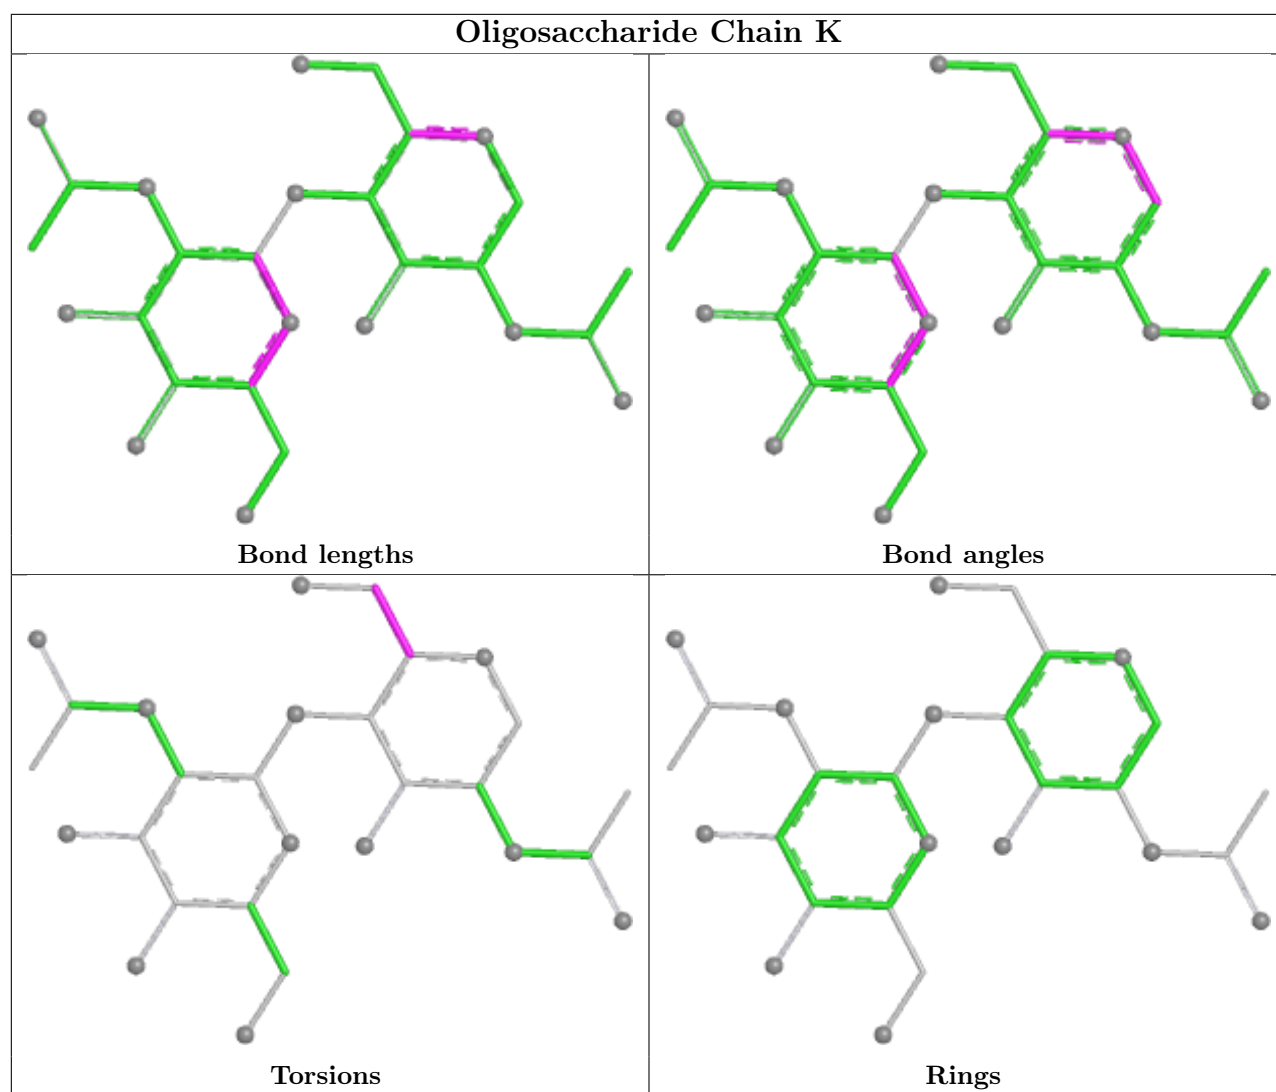 Oligosaccharide Chain K
Bond lengths
Bond angles
Torsions
Rings